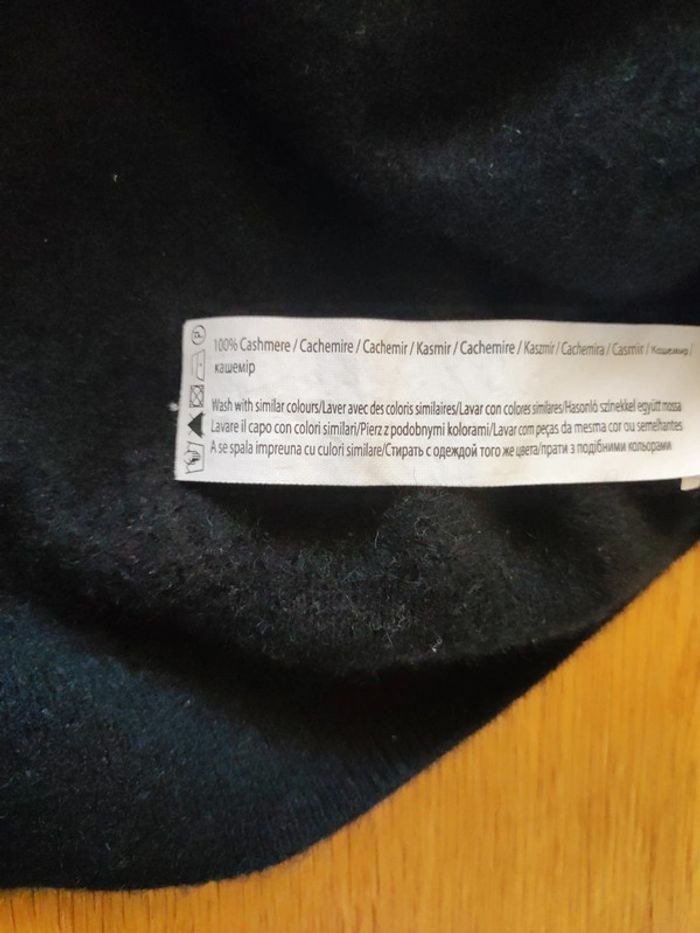 100% Cashmere / Cachemire / Cachemir / Kasmir / Cachemire / Kaszmir / Cachemira / Casmir / Кашемир /
кашемір
Wash with similar colours/Laver avec des coloris similaires/Lavar con colores similares/Hasonló színekkel együtt mossa
Lavare il capo con colori similari/Pierz z podobnymi kolorami/Lavar com peças da mesma cor ou semelhantes
A se spala impreuna cu culori similare/Стирать с одеждой того же цвета/прати з подібними кольорами